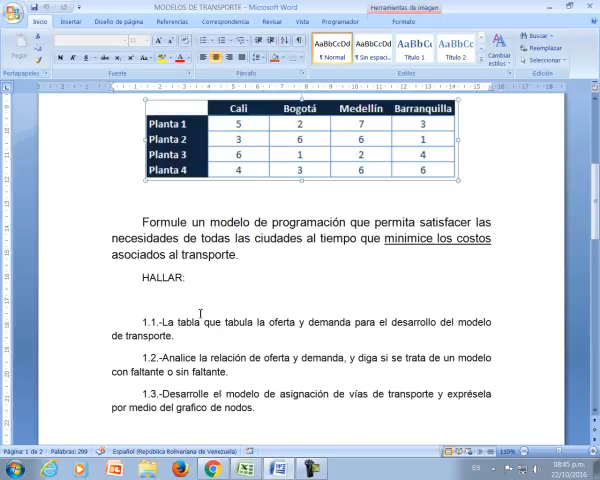 MODELOS DE TRANSPORTE - Microsoft Word
Herramientas de imagen
Inicio Insertar Diseño de página Referencias Correspondencia Revisar Vista Programador Formato
Pegar
N
AaBbCcDd AaBbCcDd AaBbCc AaBbCc
¶ Normal ¶ Sin espaci... Título 1 Título 2
Cambiar estilos
Buscar
Reemplazar
Seleccionar
Portapapeles Fuente Párrafo Estilos Edición
Cali Bogotá Medellín Barranquilla
Planta 1 5 2 7 3
Planta 2 3 6 6 1
Planta 3 6 1 2 4
Planta 4 4 3 6 6
Formule un modelo de programación que permita satisfacer las
necesidades de todas las ciudades al tiempo que minimice los costos
asociados al transporte.
HALLAR:
1.1.-La tabla que tabula la oferta y demanda para el desarrollo del modelo
de transporte.
1.2.-Analice la relación de oferta y demanda, y diga si se trata de un modelo
con faltante o sin faltante.
1.3.-Desarrolle el modelo de asignación de vías de transporte y exprésela
por medio del grafico de nodos.
Página: 1 de 2 Palabras: 299 Español (República Bolivariana de Venezuela) 110%
ES
08:45 p.m.
22/10/2016